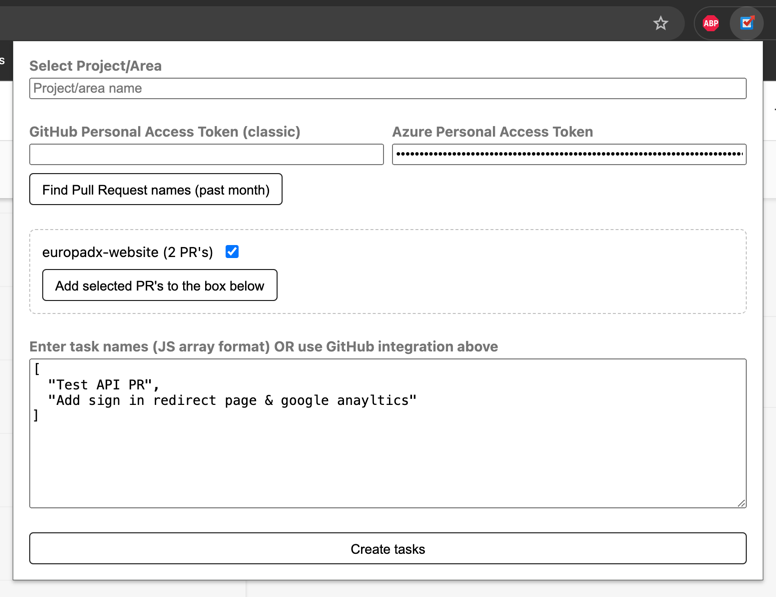 ABP
s
Select Project/Area
Project/area name
GitHub Personal Access Token (classic)
Azure Personal Access Token
Find Pull Request names (past month)
europadx-website (2 PR's)
Add selected PR's to the box below
Enter task names (JS array format) OR use GitHub integration above
[
"Test API PR",
"Add sign in redirect page & google anayltics"
]
Create tasks